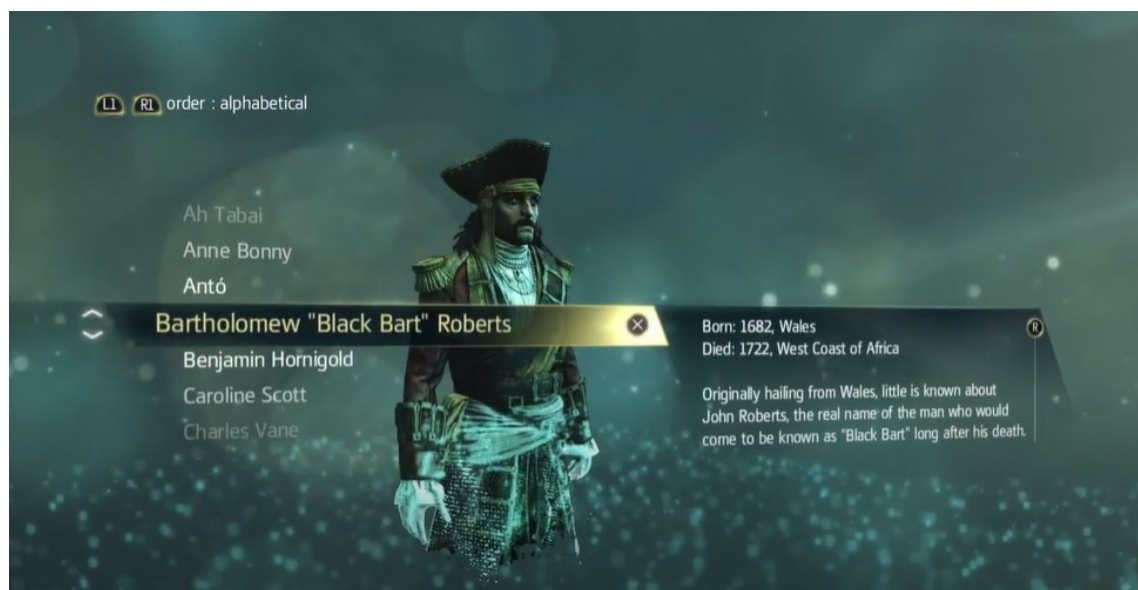 L1 R1 order : alphabetical
Ah Tabai
Anne Bonny
Antó
Bartholomew "Black Bart" Roberts
Benjamin Hornigold
Caroline Scott
Charles Vane
Born: 1682, Wales
Died: 1722, West Coast of Africa
Originally hailing from Wales, little is known about
John Roberts, the real name of the man who would
come to be known as "Black Bart" long after his death.
R